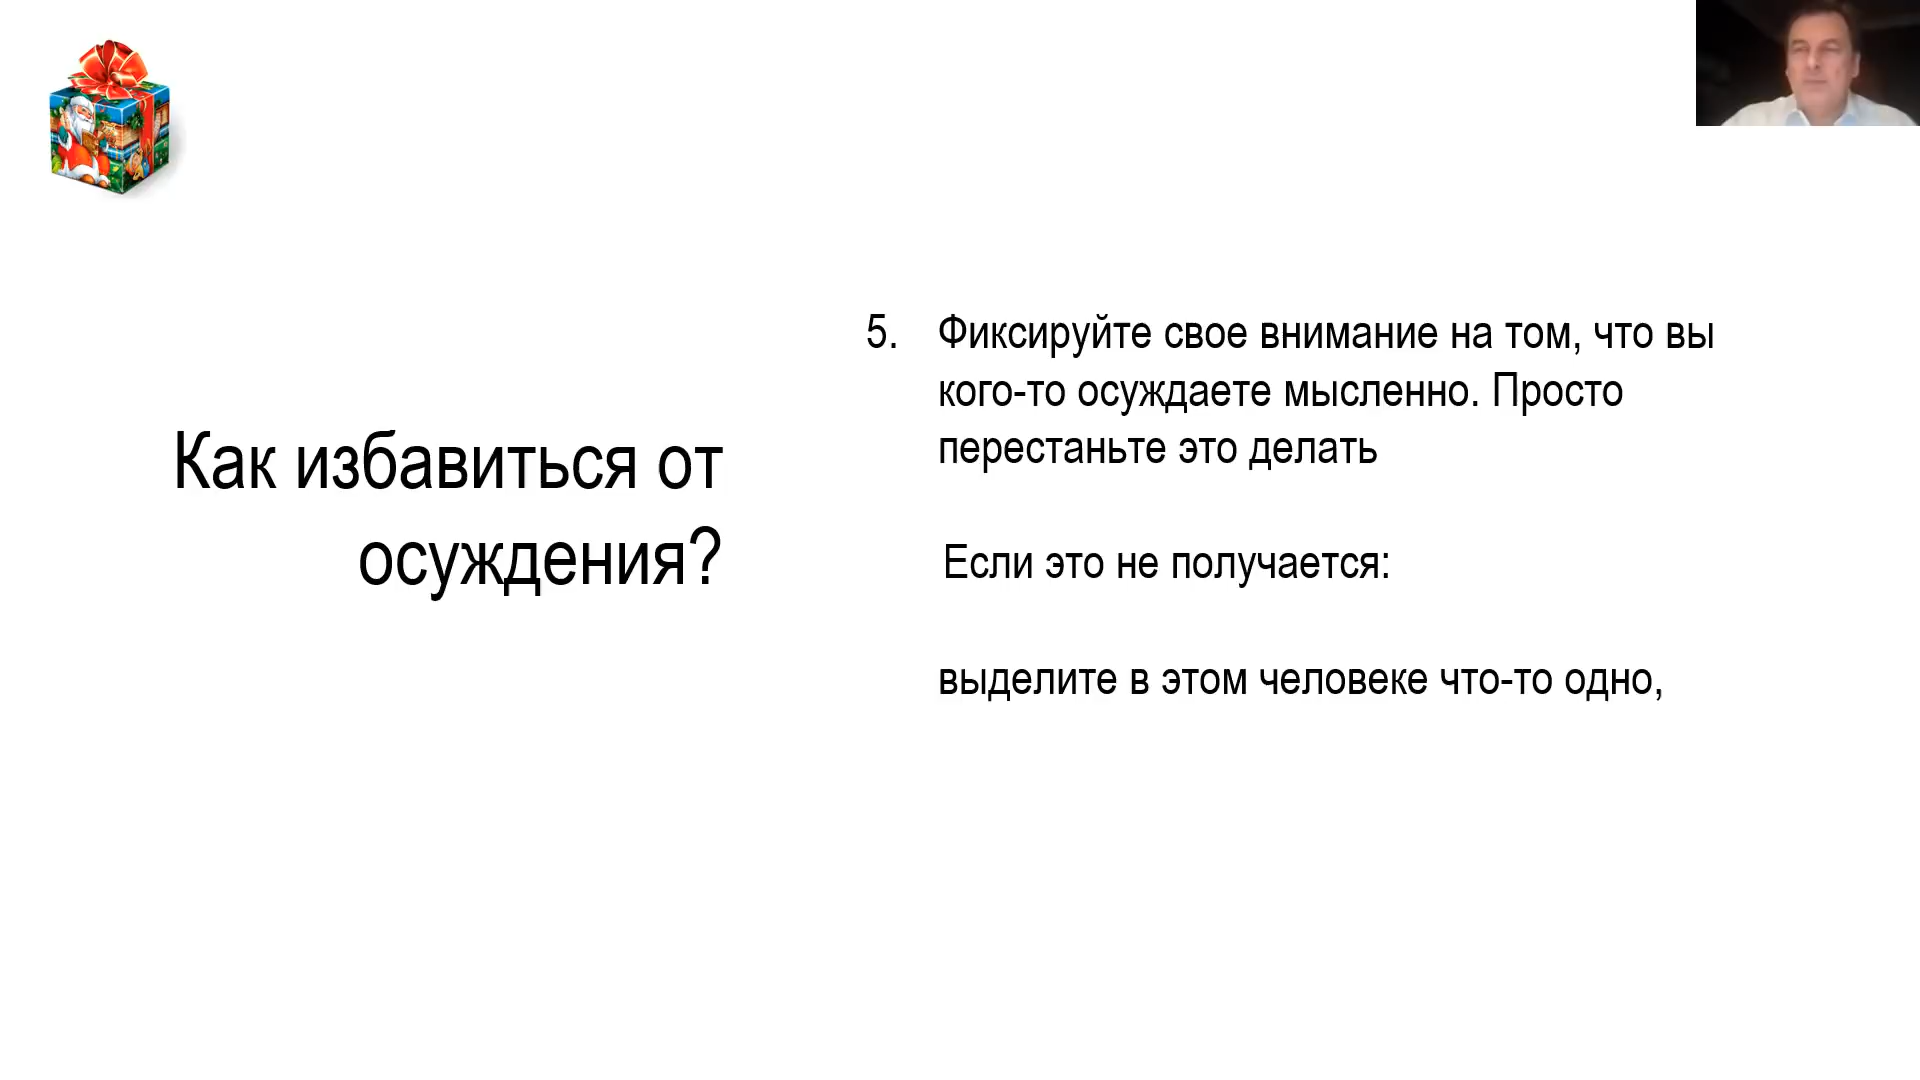 Как избавиться от
осуждения?
5. Фиксируйте свое внимание на том, что вы
кого-то осуждаете мысленно. Просто
перестаньте это делать
Если это не получается:
выделите в этом человеке что-то одно,